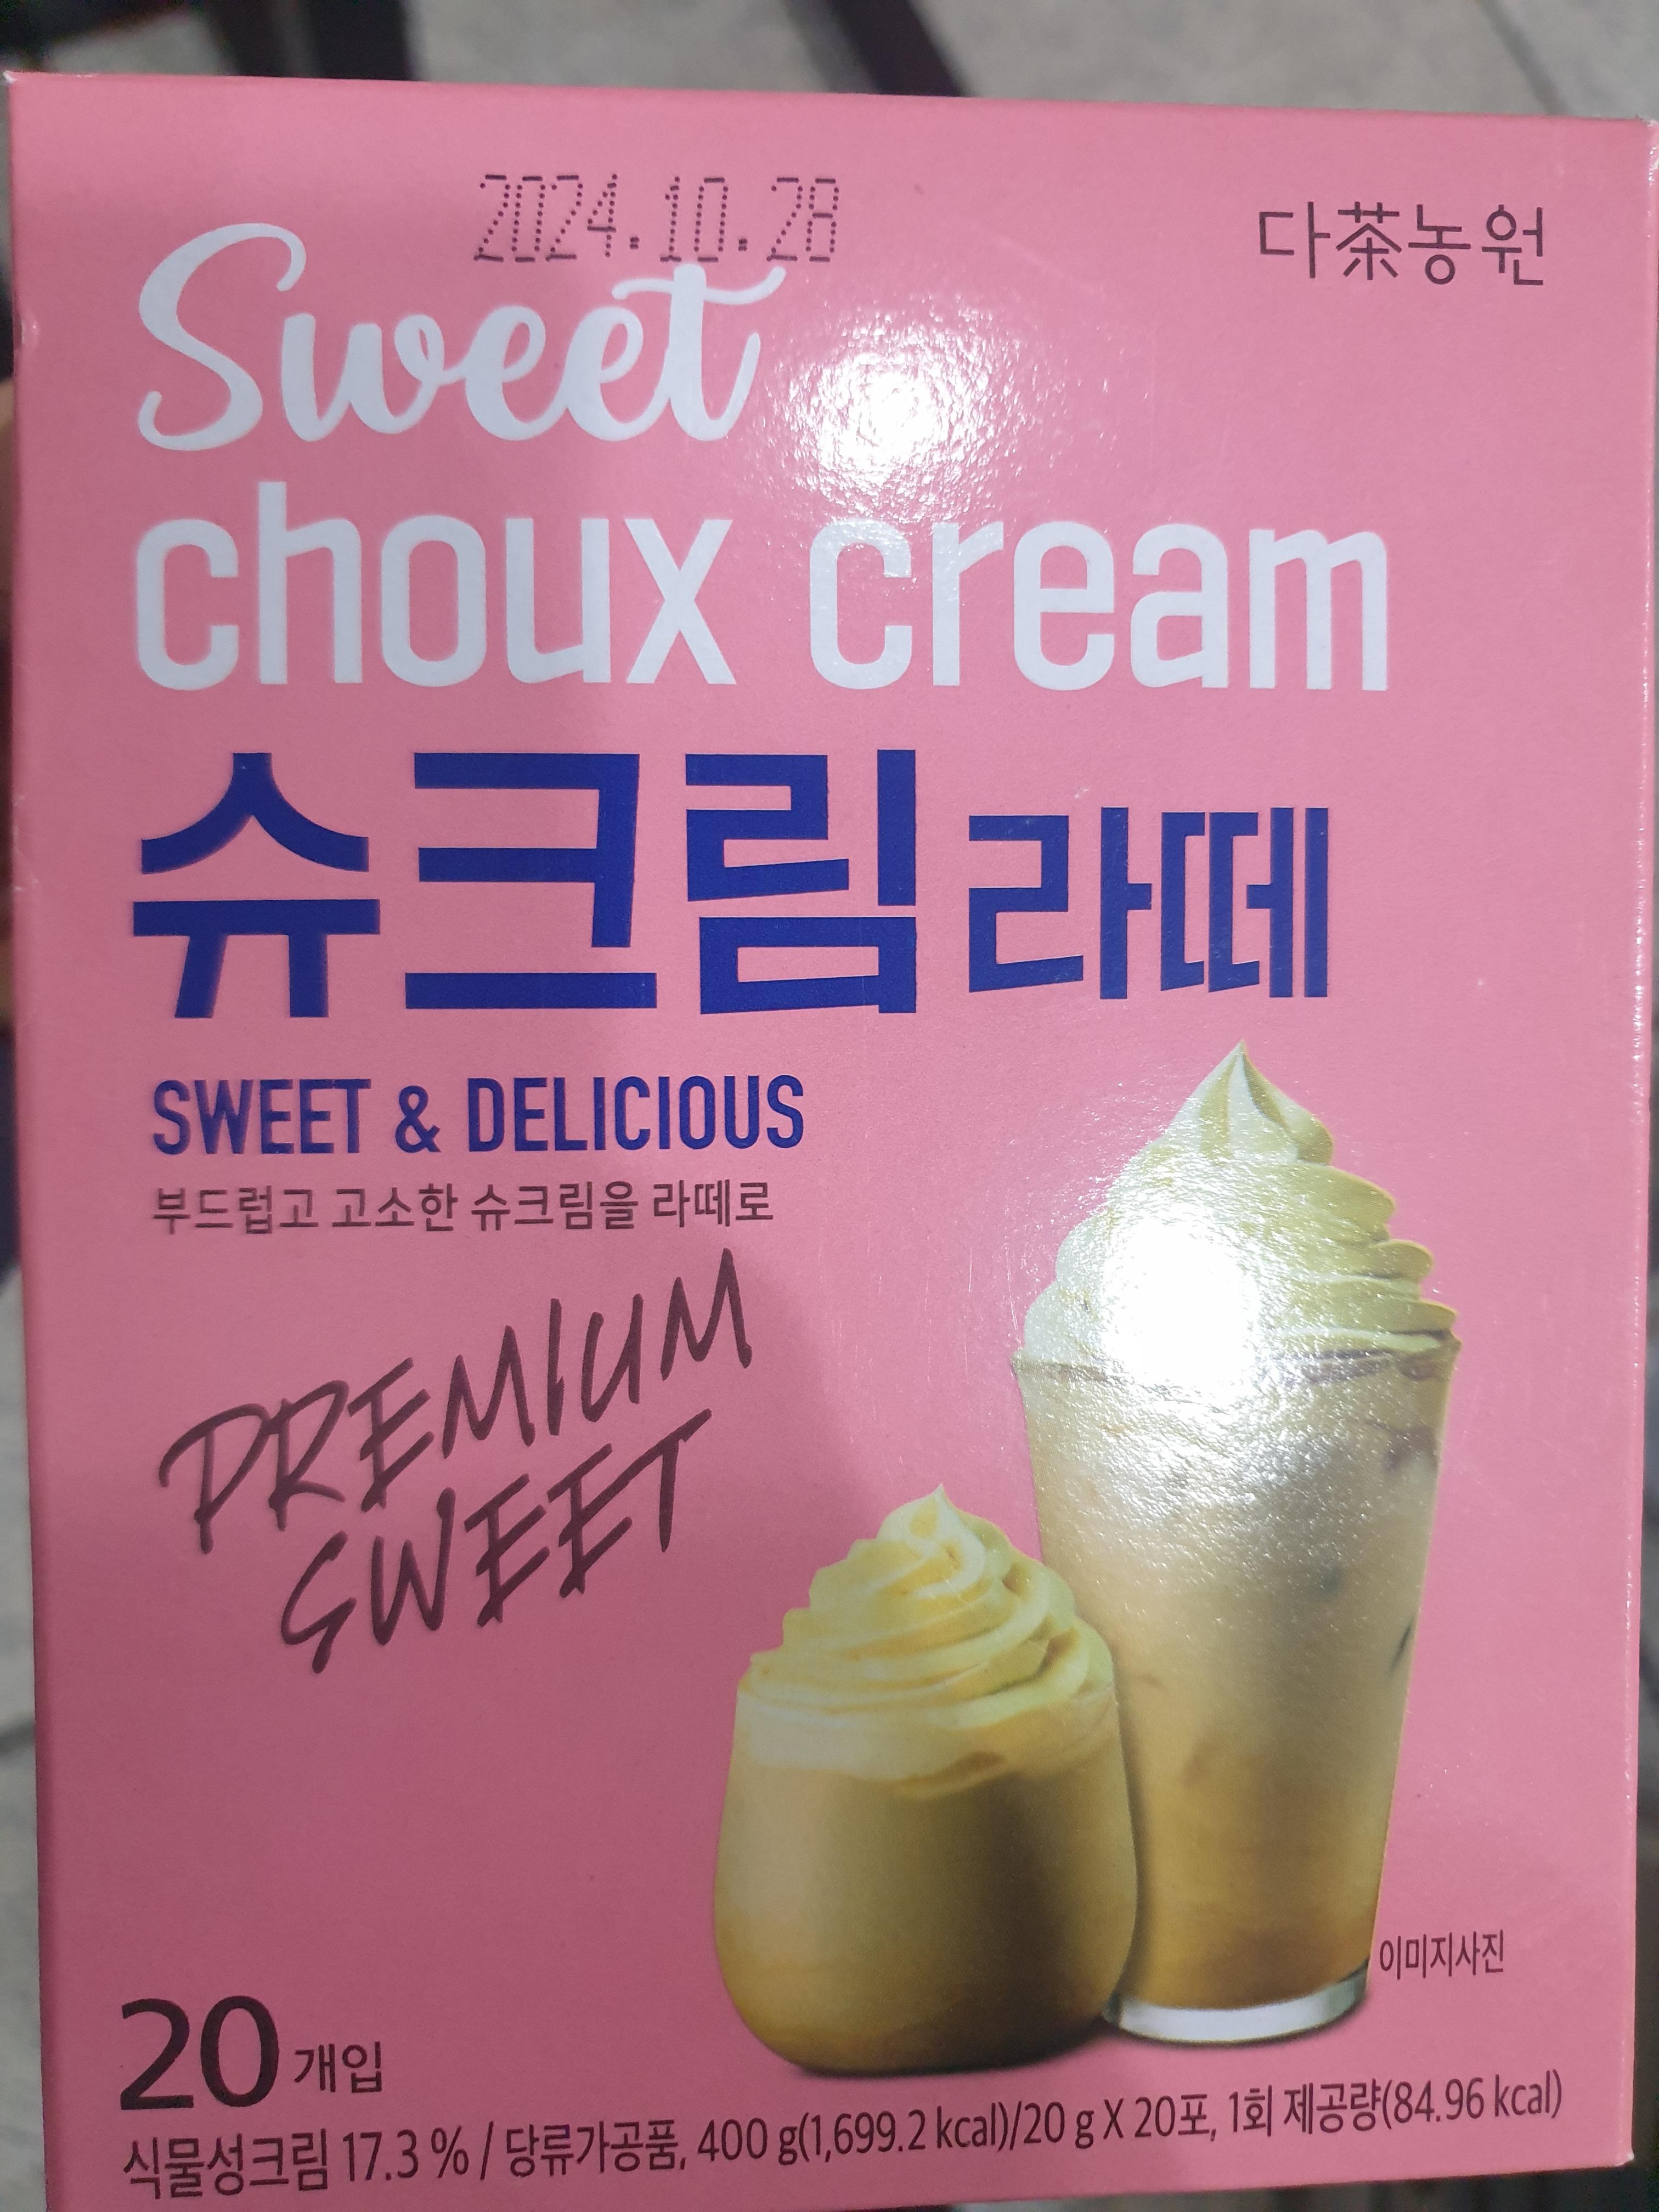 2024.10.28
다茶농원
Sweet
choux cream
슈크림라떼
SWEET & DELICIOUS
부드럽고 고소한 슈크림을 라떼로
PREMIUM
SWEET
이미지사진
20개입
식물성크림 17.3 % / 당류가공품, 400 g(1,699.2 kcal)/20 g X 20포, 1회 제공량(84.96 kcal)